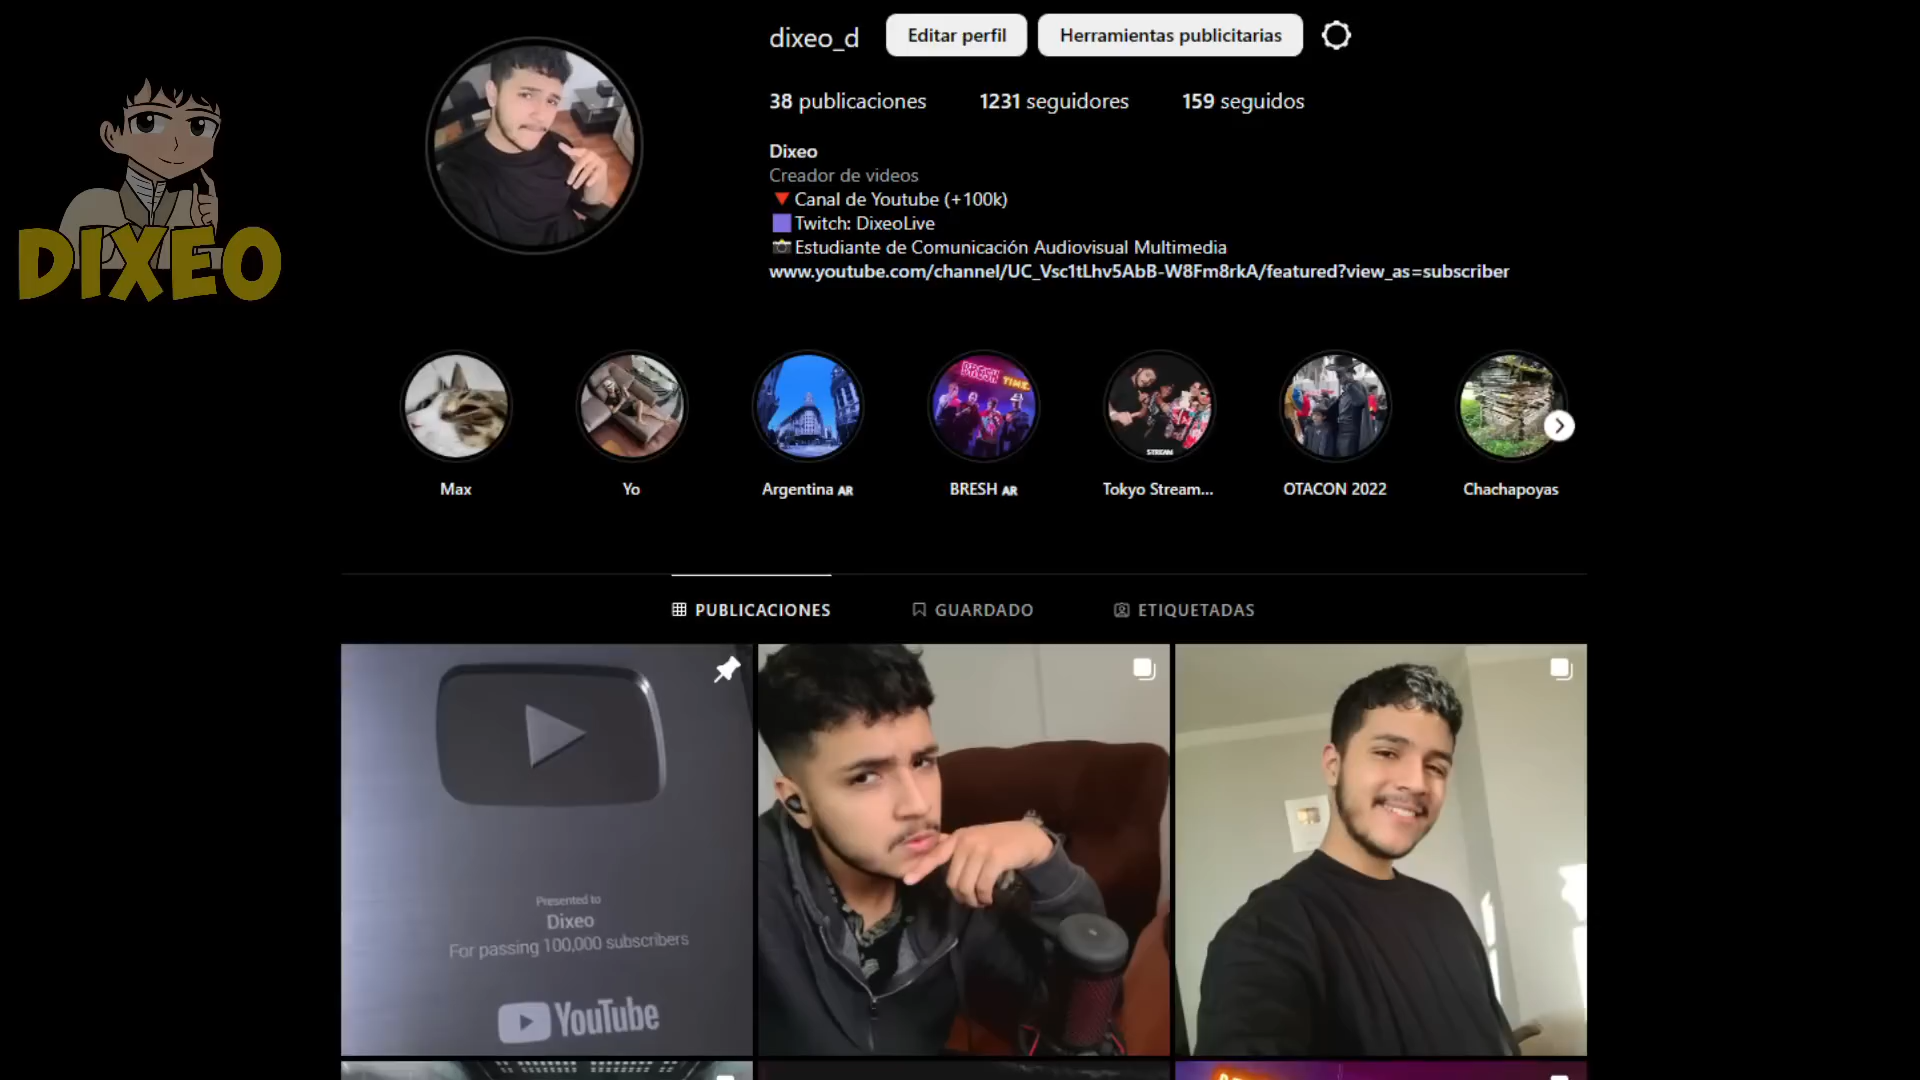 dixeo_d
Editar perfil
Herramientas publicitarias
38 publicaciones
1231 seguidores
159 seguidos
Dixeo
Creador de videos
🔻Canal de Youtube (+100k)
🟪Twitch: DixeoLive
📸Estudiante de Comunicación Audiovisual Multimedia
www.youtube.com/channel/UC_Vsc1tLhv5AbB-W8Fm8rkA/featured?view_as=subscriber
DIXEO
BRESH TIME
STREAM
Max
Yo
Argentina AR
BRESH AR
Tokyo Stream...
OTACON 2022
Chachapoyas
PUBLICACIONES
GUARDADO
ETIQUETADAS
Presented to
Dixeo
For passing 100,000 subscribers
YouTube